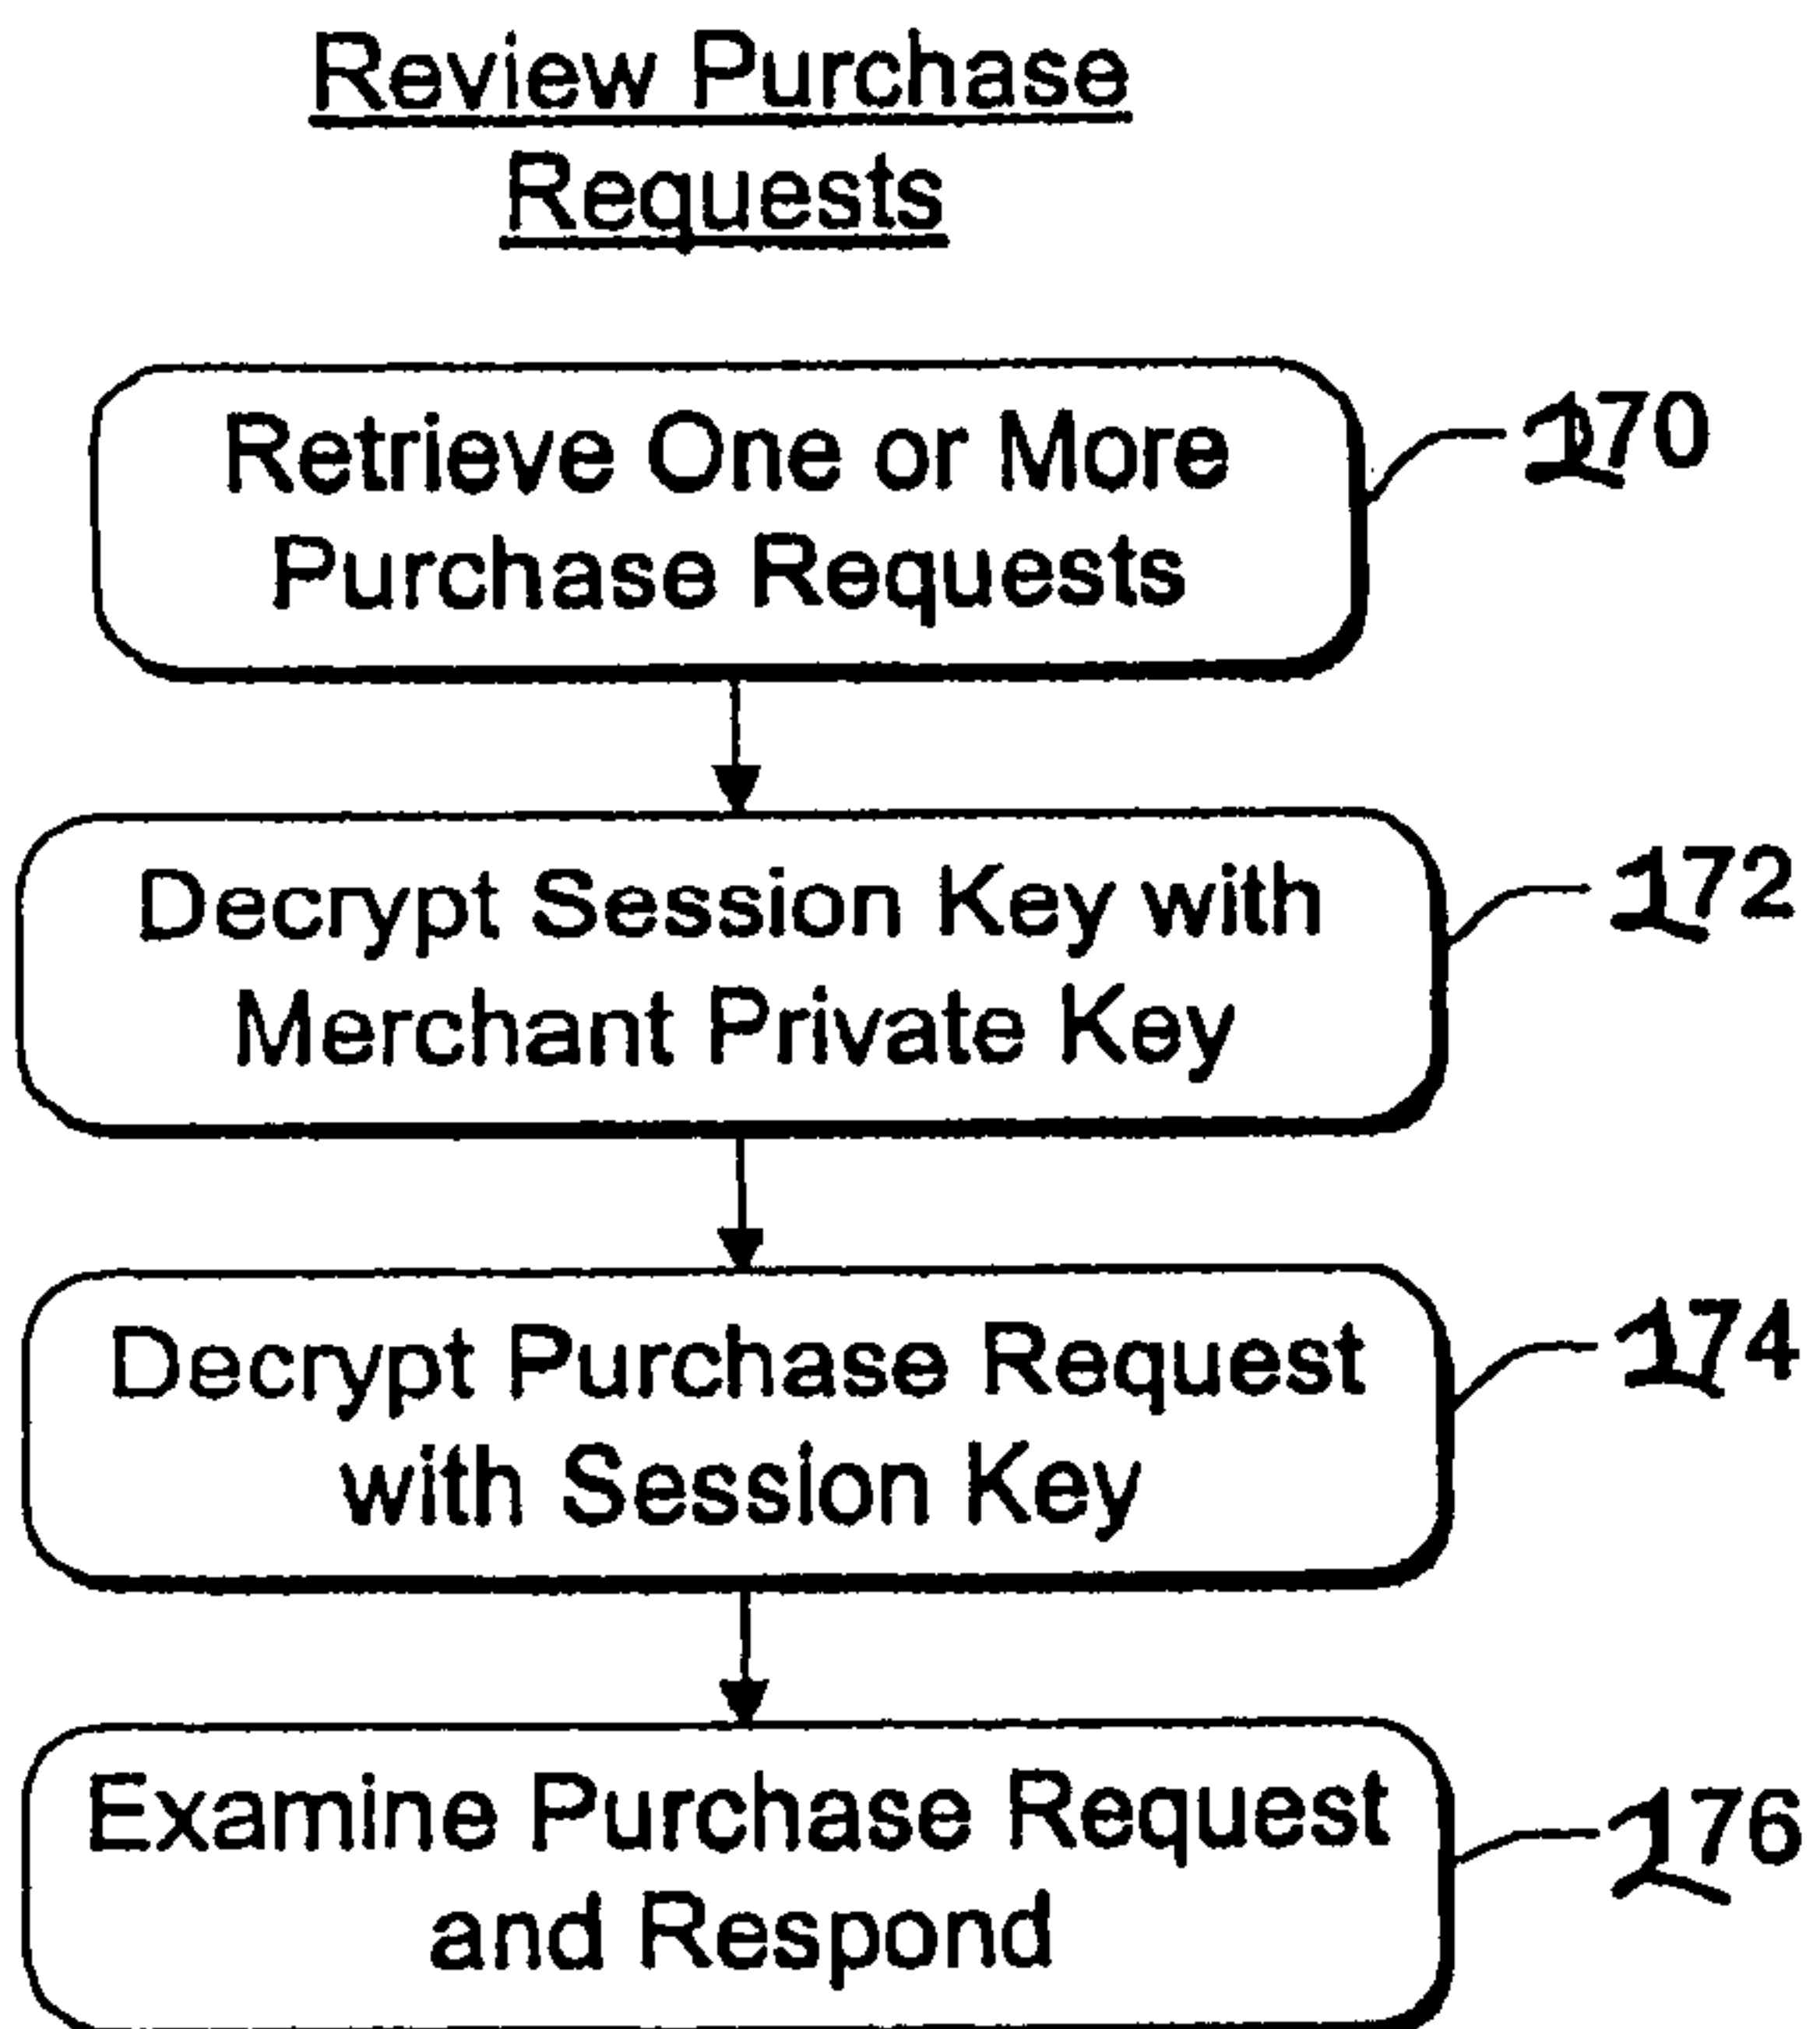 Review Purchase
Requests
Retrieve One or More
Purchase Requests
170
Decrypt Session Key with
Merchant Private Key
172
Decrypt Purchase Request
with Session Key
174
Examine Purchase Request
and Respond
176